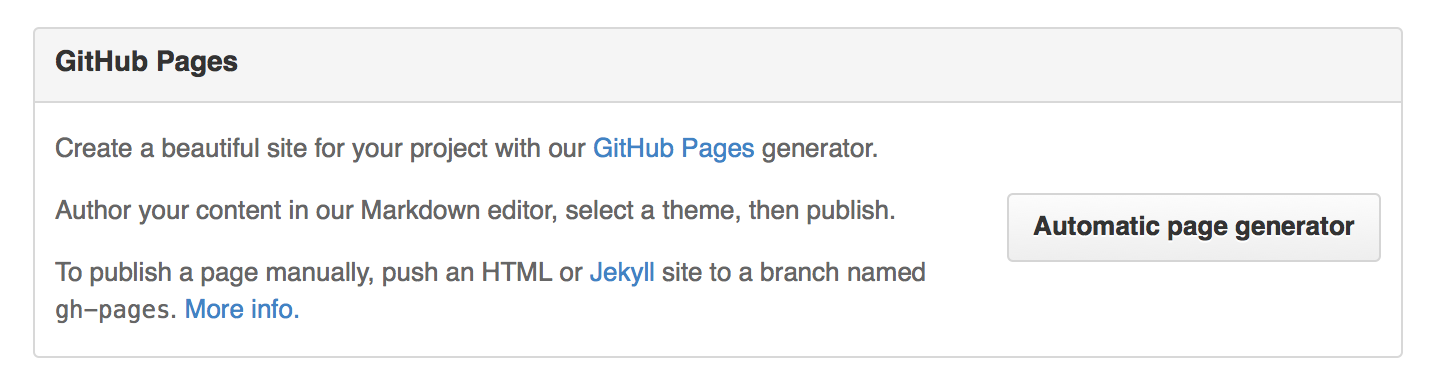 GitHub Pages
Create a beautiful site for your project with our GitHub Pages generator.
Author your content in our Markdown editor, select a theme, then publish.
Automatic page generator
To publish a page manually, push an HTML or Jekyll site to a branch named
gh-pages. More info.